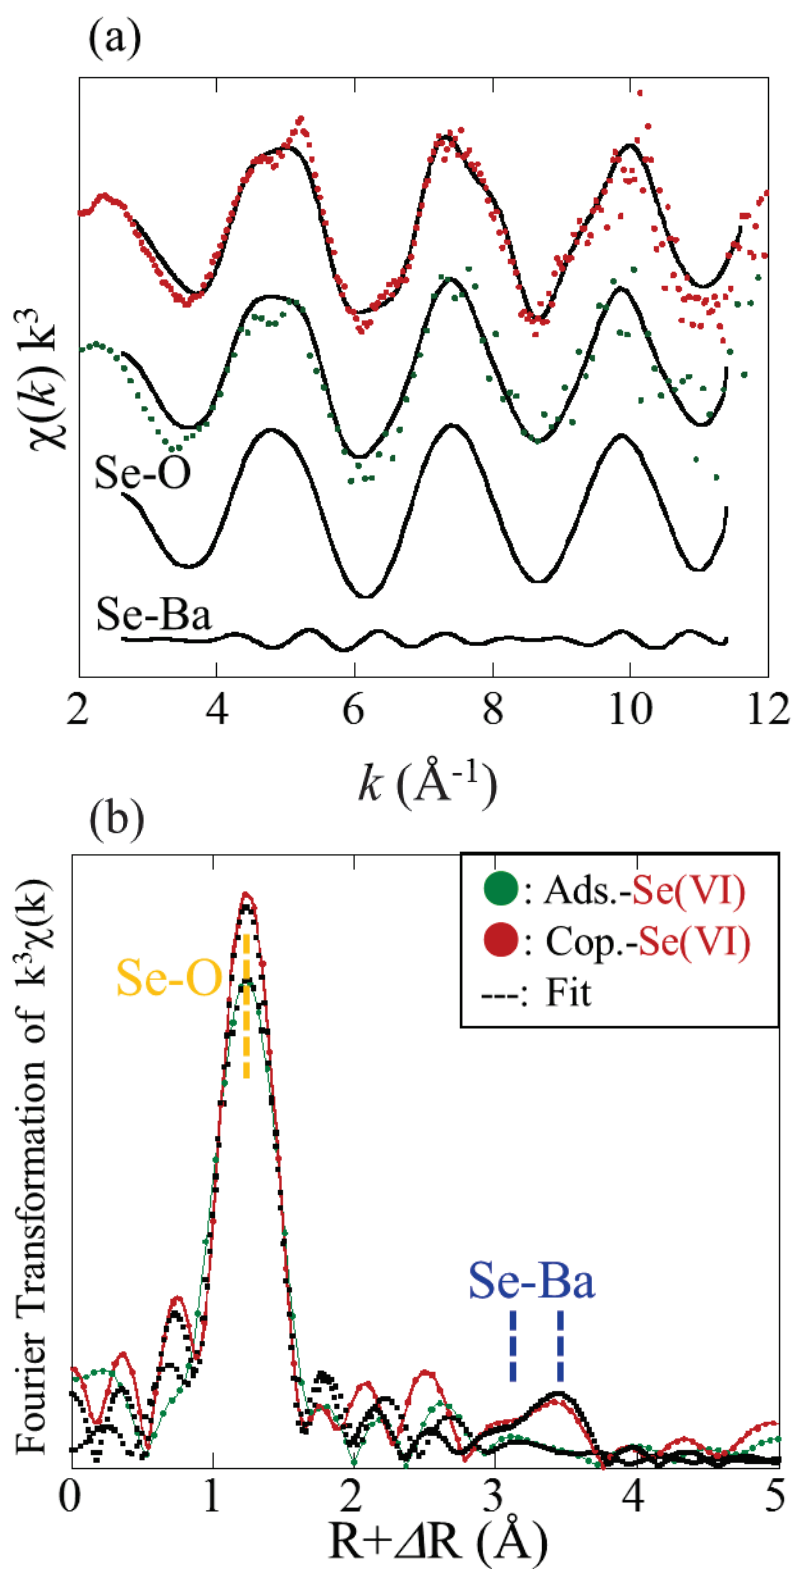 (a)
χ(k) k³
Se-O
Se-Ba
2 4 6 8 10 12
k (Å⁻¹)
(b)
Fourier Transformation of k³χ(k)
: Ads.-Se(VI)
: Cop.-Se(VI)
---: Fit
Se-O
Se-Ba
0 1 2 3 4 5
R+ΔR (Å)